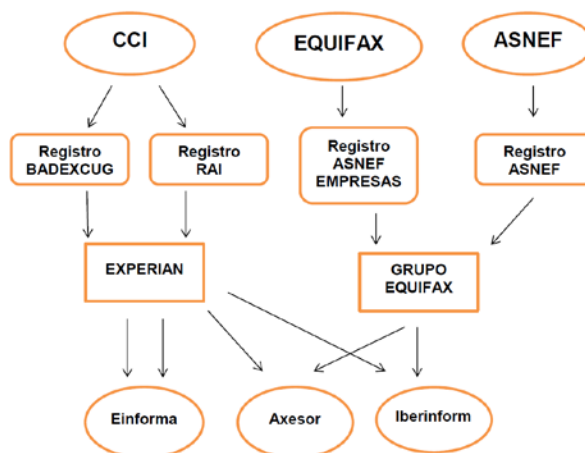 CCI
EQUIFAX
ASNEF
Registro
BADEXCUG
Registro
RAI
Registro
ASNEF
EMPRESAS
Registro
ASNEF
EXPERIAN
GRUPO
EQUIFAX
Einforma
Axesor
Iberinform